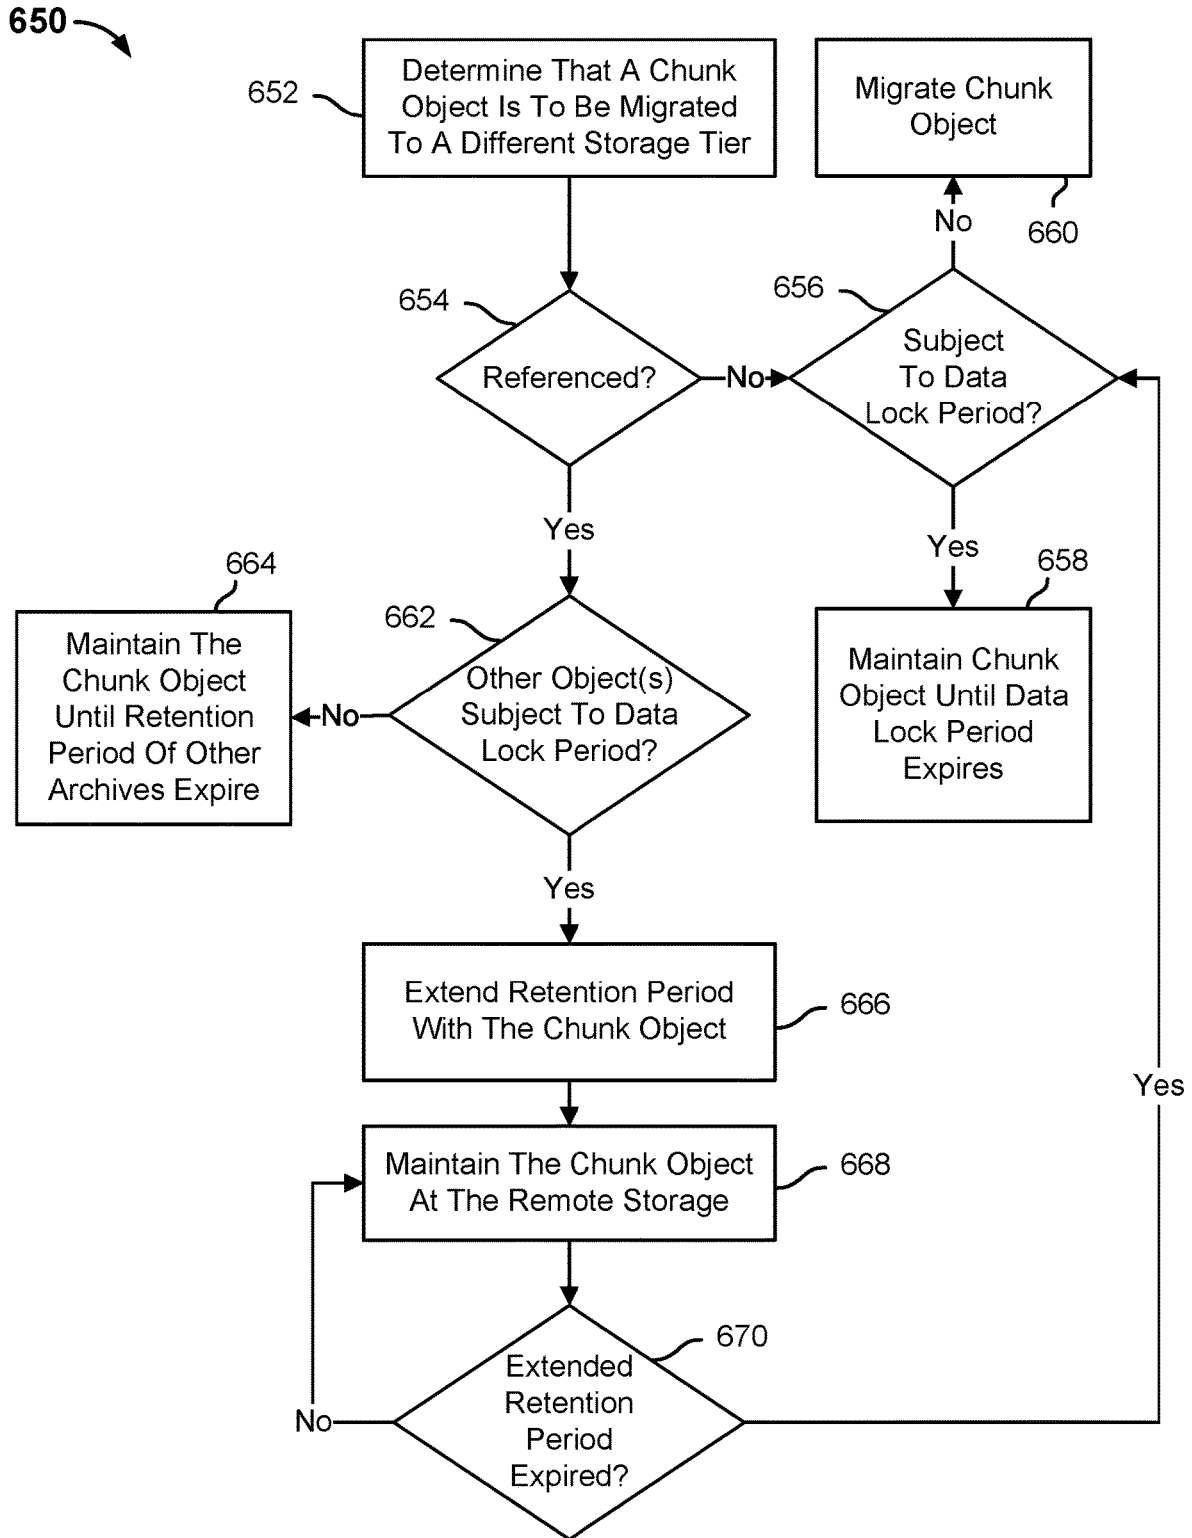 650
652
Determine That A Chunk
Object Is To Be Migrated
To A Different Storage Tier
Migrate Chunk
Object
660
No
654
Referenced?
No
656
Subject
To Data
Lock Period?
Yes
Yes
658
Maintain Chunk
Object Until Data
Lock Period
Expires
664
Maintain The
Chunk Object
Until Retention
Period Of Other
Archives Expire
No
662
Other Object(s)
Subject To Data
Lock Period?
Yes
Extend Retention Period
With The Chunk Object
666
Yes
Maintain The Chunk Object
At The Remote Storage
668
670
Extended
Retention
Period
Expired?
No